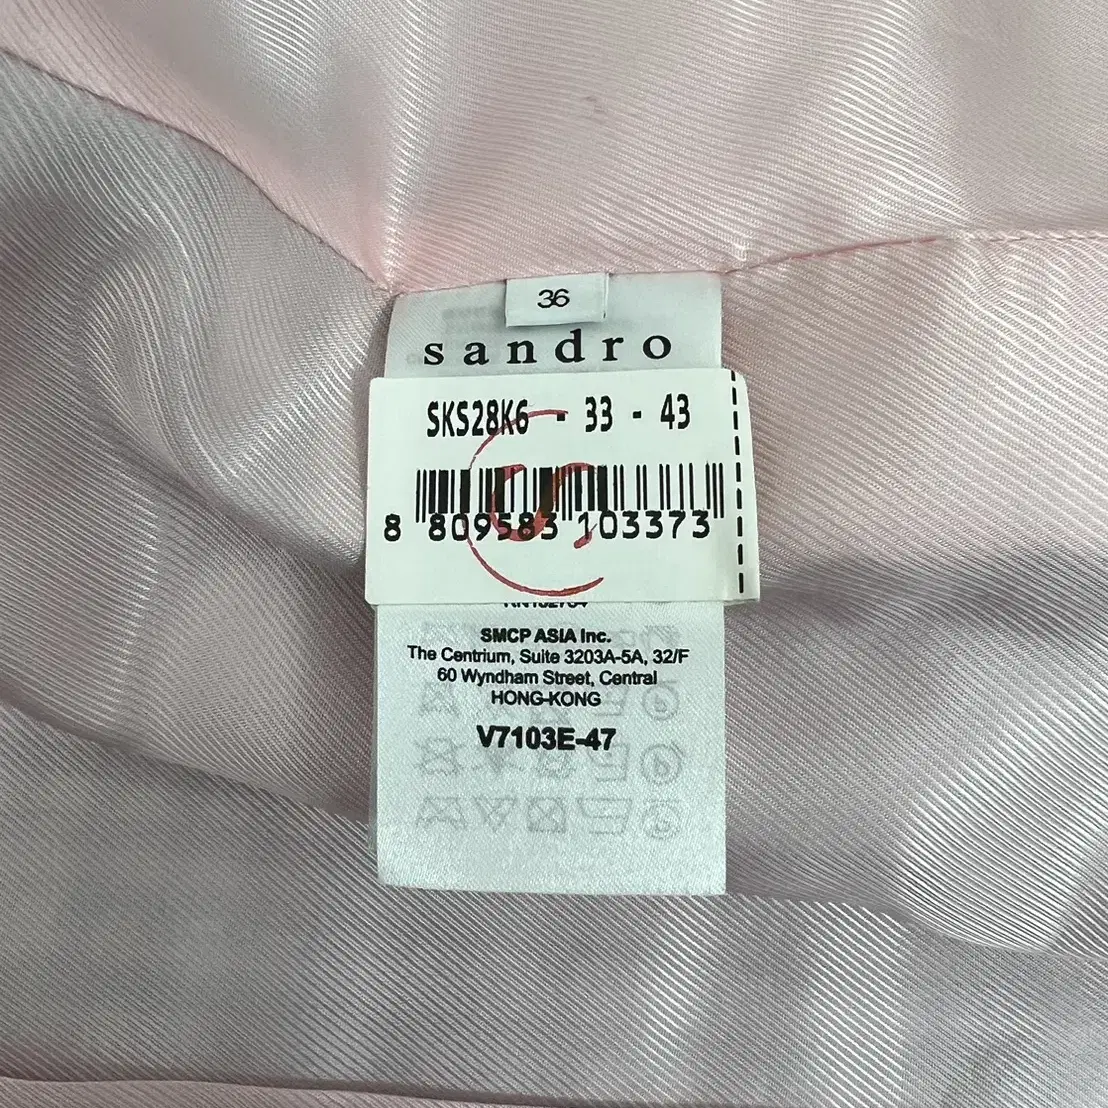 36
sandro
SKS28K6 - 33 - 43
8 809583 103373
SMCP ASIA Inc.
The Centrium, Suite 3203A-5A, 32/F
60 Wyndham Street, Central
HONG-KONG
V7103E-47